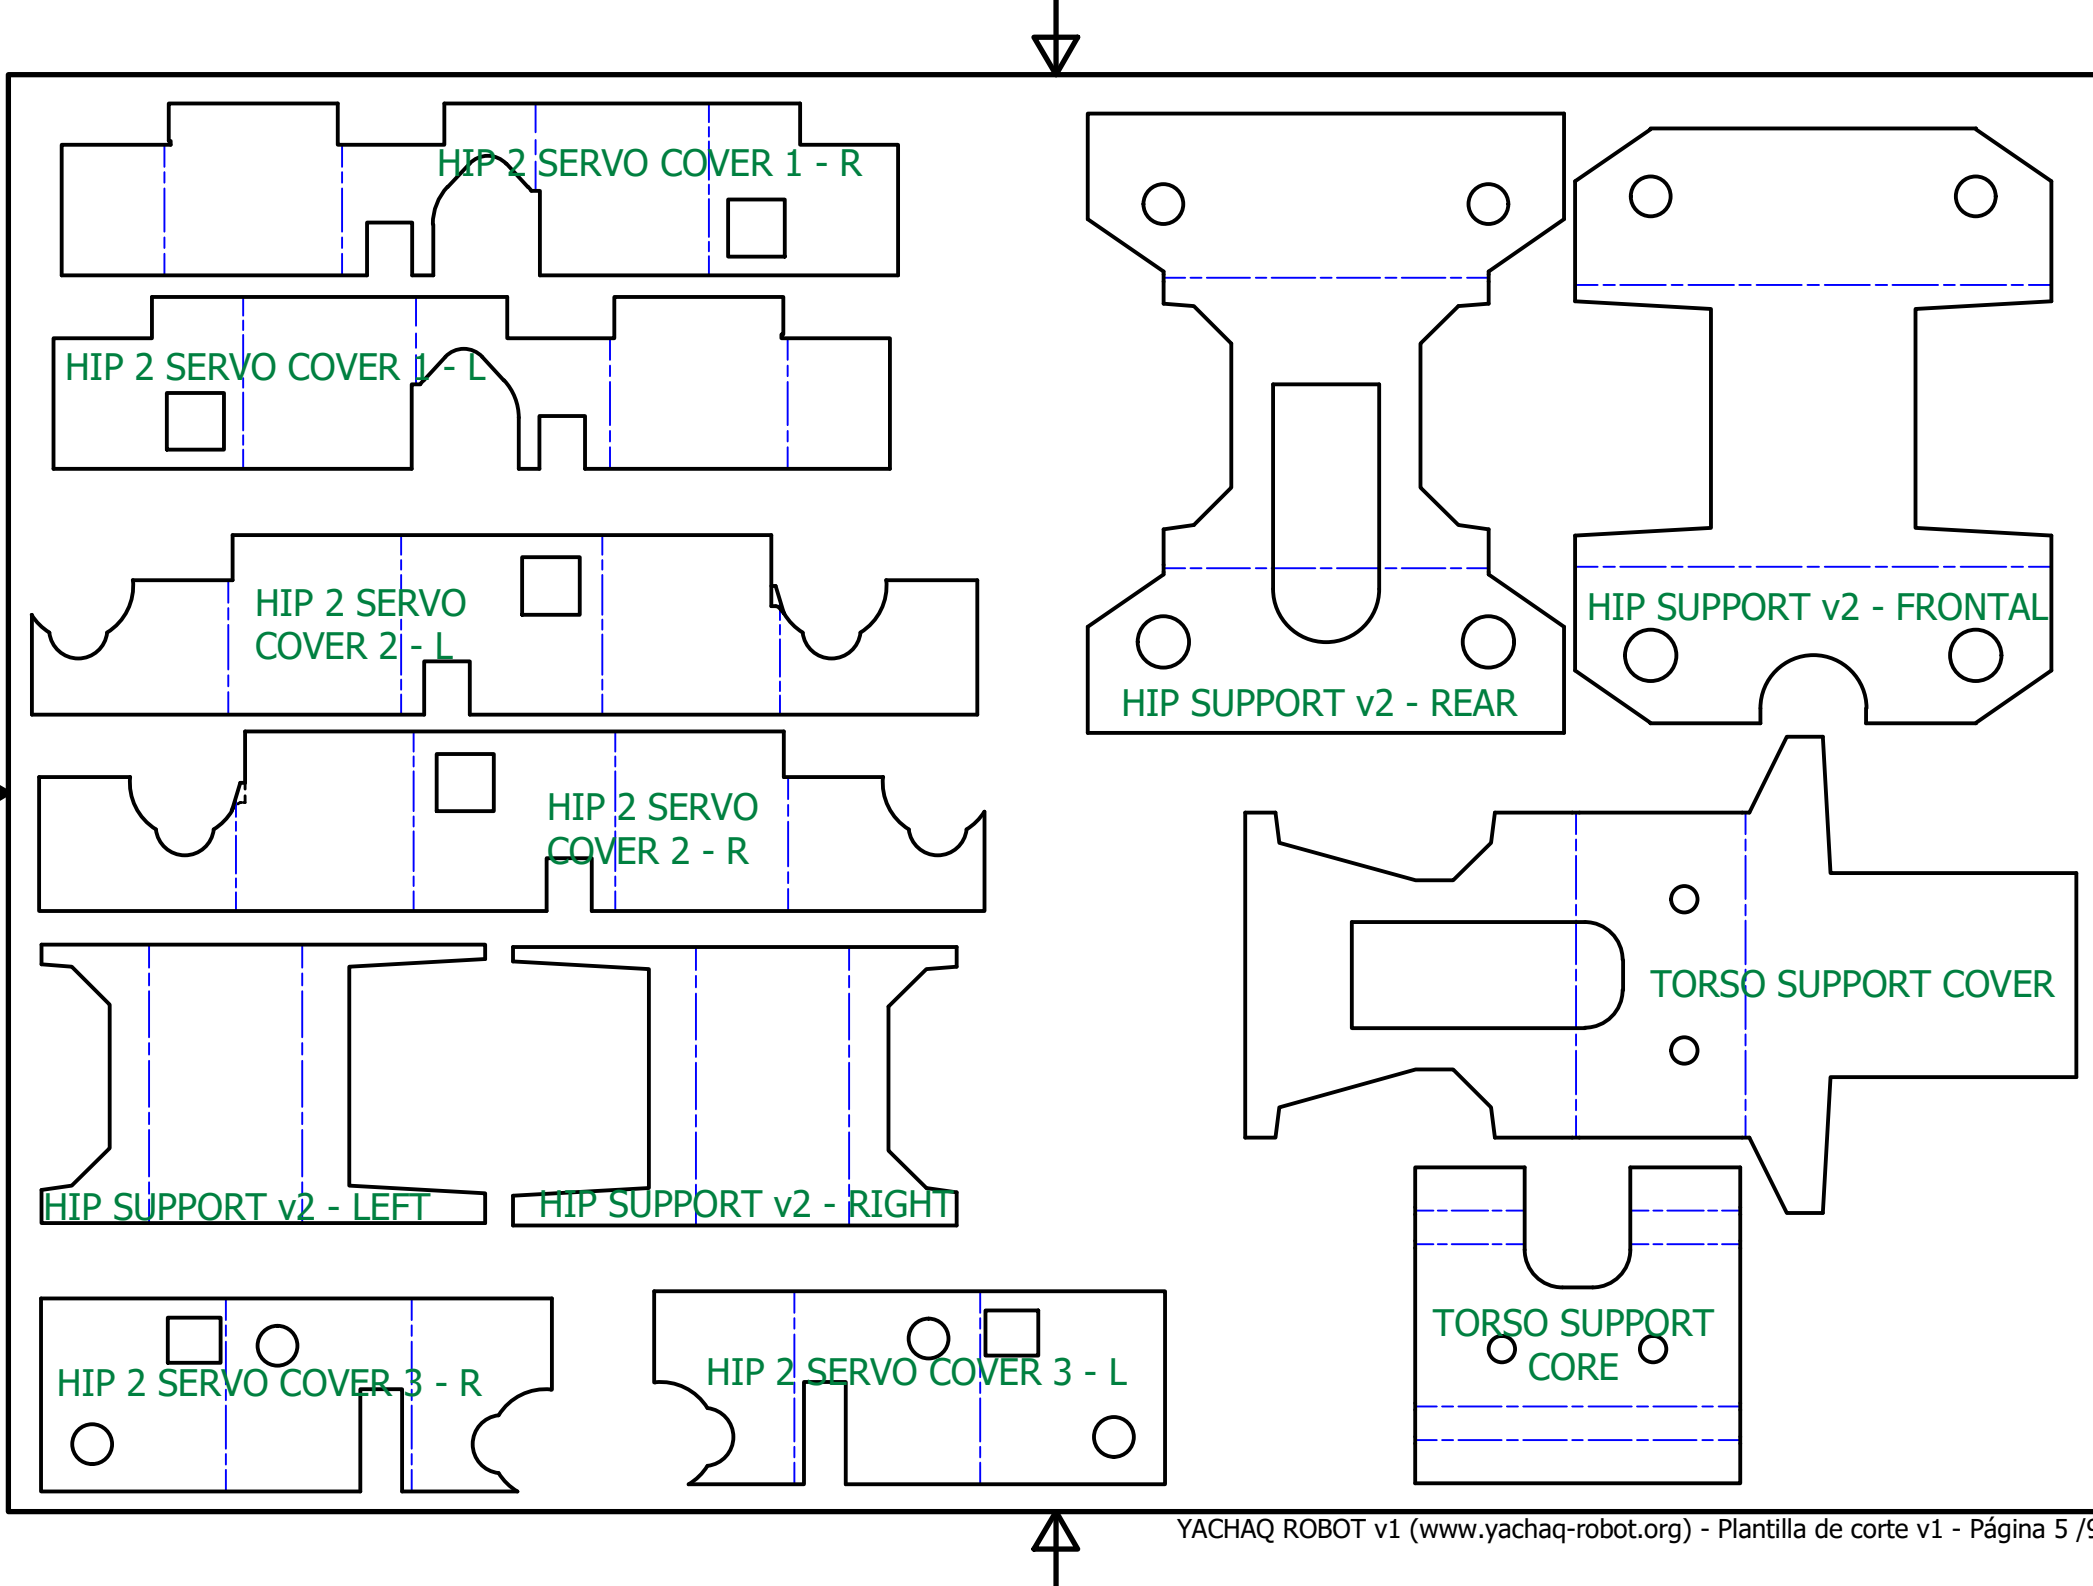 HIP 2 SERVO COVER 1 - R
HIP 2 SERVO COVER 1 - L
HIP 2 SERVO
COVER 2 - L
HIP 2 SERVO
COVER 2 - R
HIP SUPPORT v2 - LEFT
HIP SUPPORT v2 - RIGHT
HIP 2 SERVO COVER 3 - R
HIP 2 SERVO COVER 3 - L
HIP SUPPORT v2 - REAR
HIP SUPPORT v2 - FRONTAL
TORSO SUPPORT COVER
TORSO SUPPORT
CORE
YACHAQ ROBOT v1 (www.yachaq-robot.org) - Plantilla de corte v1 - Página 5 /9